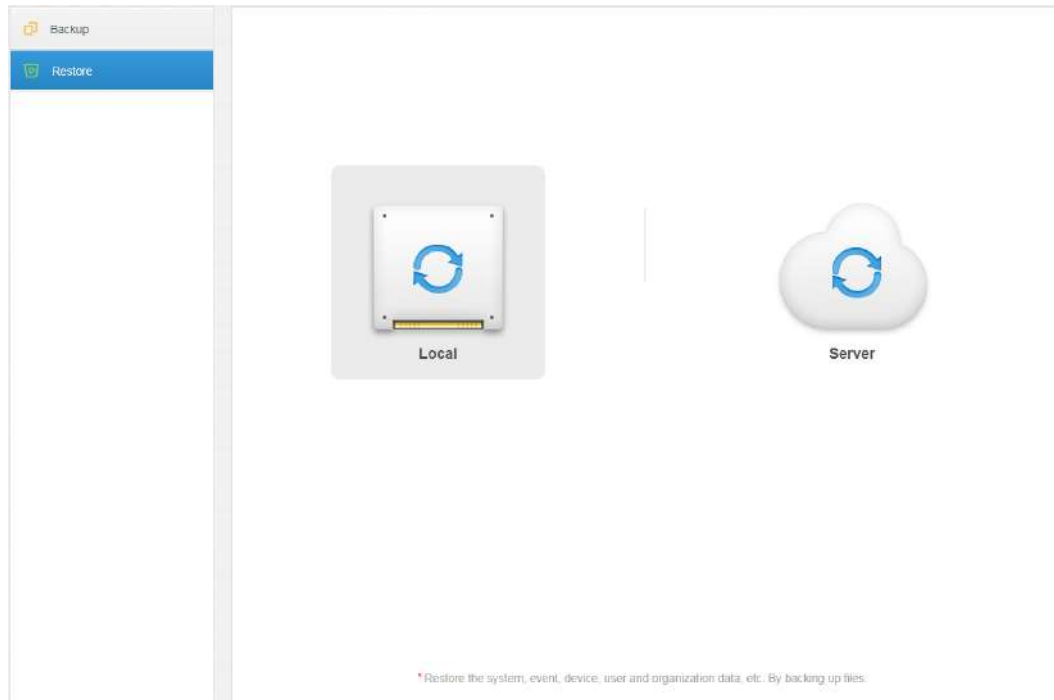 Backup
Restore
Local
Server
* Restore the system, event, device, user and organization data, etc. By backing up files.